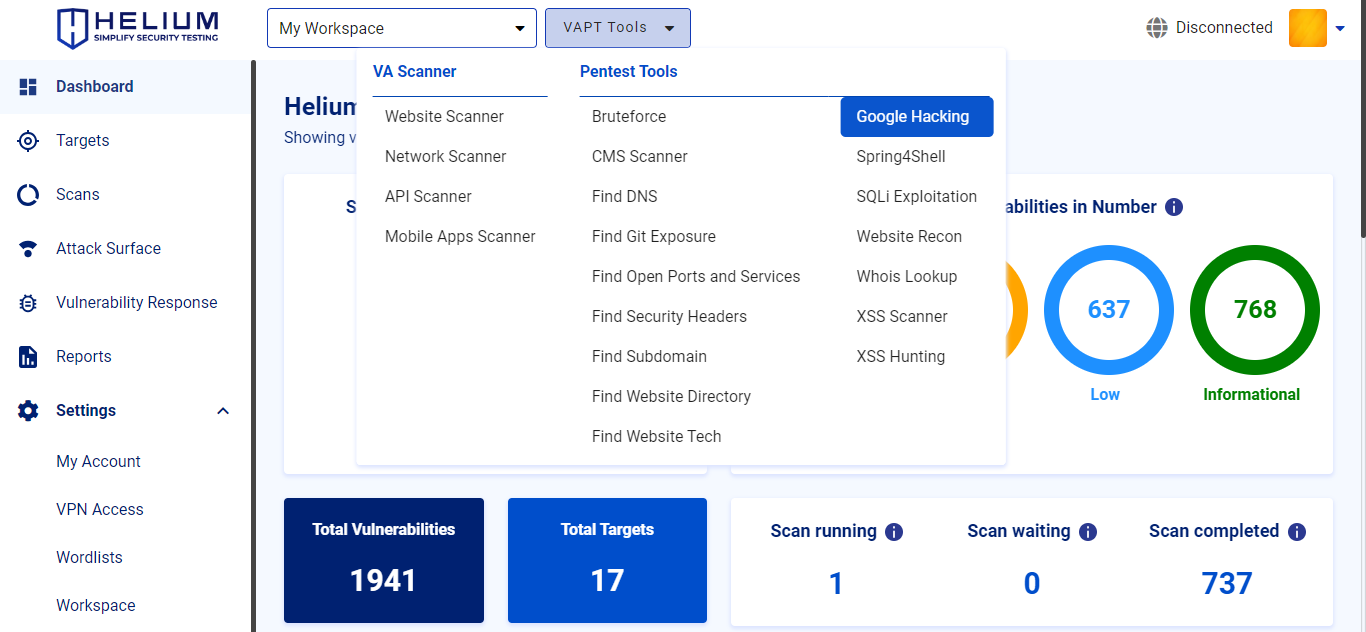 HELIUM
SIMPLIFY SECURITY TESTING
My Workspace
VAPT Tools
Disconnected
Dashboard
Targets
Scans
Attack Surface
Vulnerability Response
Reports
Settings
My Account
VPN Access
Wordlists
Workspace
VA Scanner
Website Scanner
Network Scanner
API Scanner
Mobile Apps Scanner
Pentest Tools
Bruteforce
CMS Scanner
Find DNS
Find Git Exposure
Find Open Ports and Services
Find Security Headers
Find Subdomain
Find Website Directory
Find Website Tech
Google Hacking
Spring4Shell
SQLi Exploitation
Website Recon
Whois Lookup
XSS Scanner
XSS Hunting
Helium
Showing
in Number
637
Low
768
Informational
Total Vulnerabilities
1941
Total Targets
17
Scan running
1
Scan waiting
0
Scan completed
737